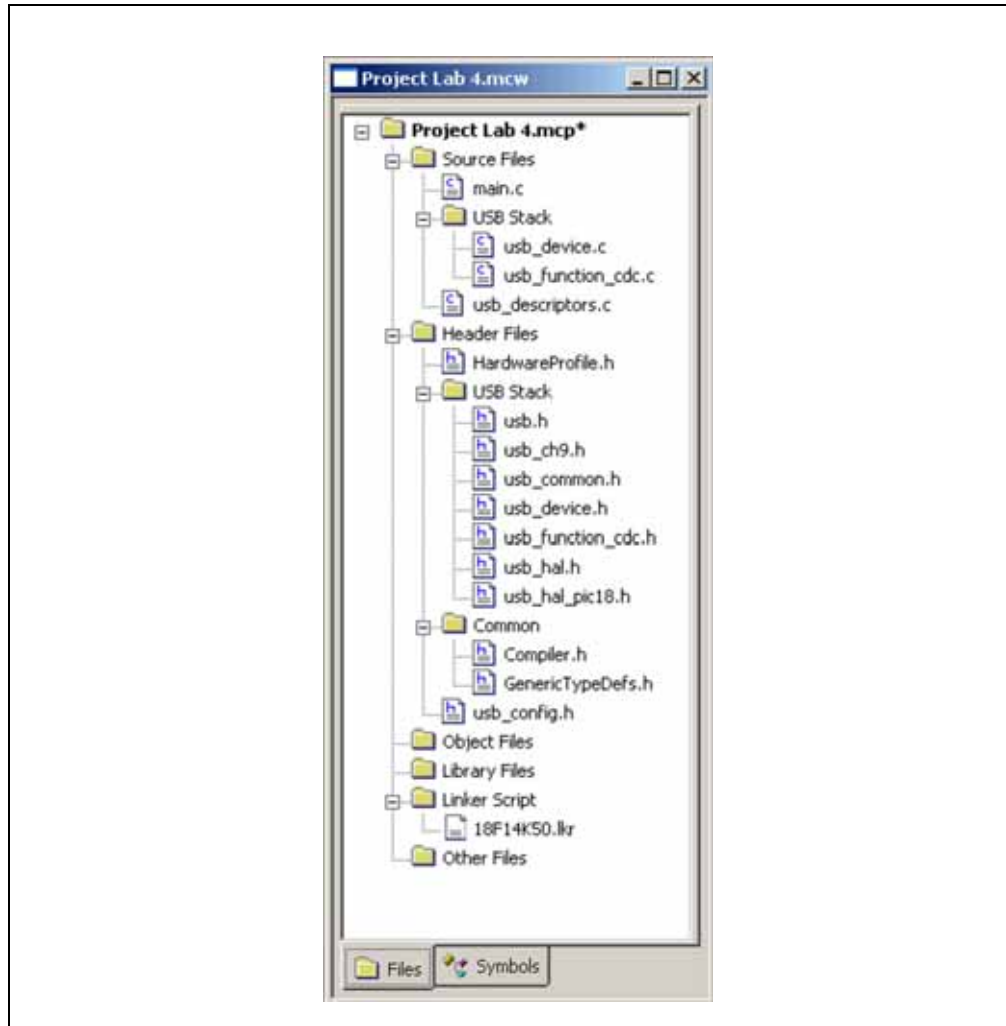 Project Lab 4.mcw
Project Lab 4.mcp*
Source Files
main.c
USB Stack
usb_device.c
usb_function_cdc.c
usb_descriptors.c
Header Files
HardwareProfile.h
USB Stack
usb.h
usb_ch9.h
usb_common.h
usb_device.h
usb_function_cdc.h
usb_hal.h
usb_hal_pic18.h
Common
Compiler.h
GenericTypeDefs.h
usb_config.h
Object Files
Library Files
Linker Script
18F14K50.lkr
Other Files
Files Symbols